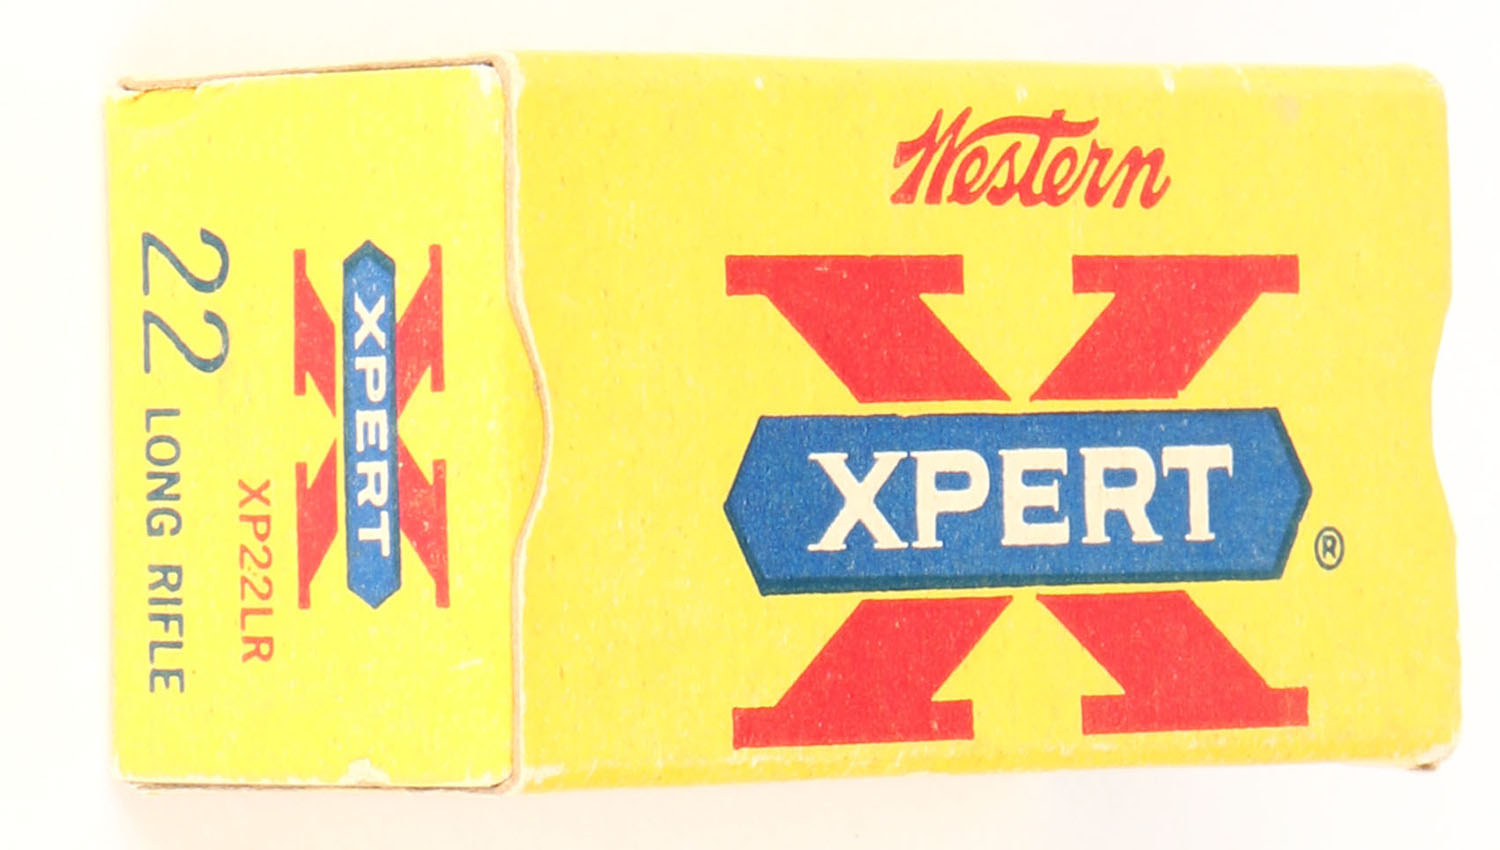 Western
X
XPERT
®
X
XPERT
XP22LR
22 LONG RIFLE